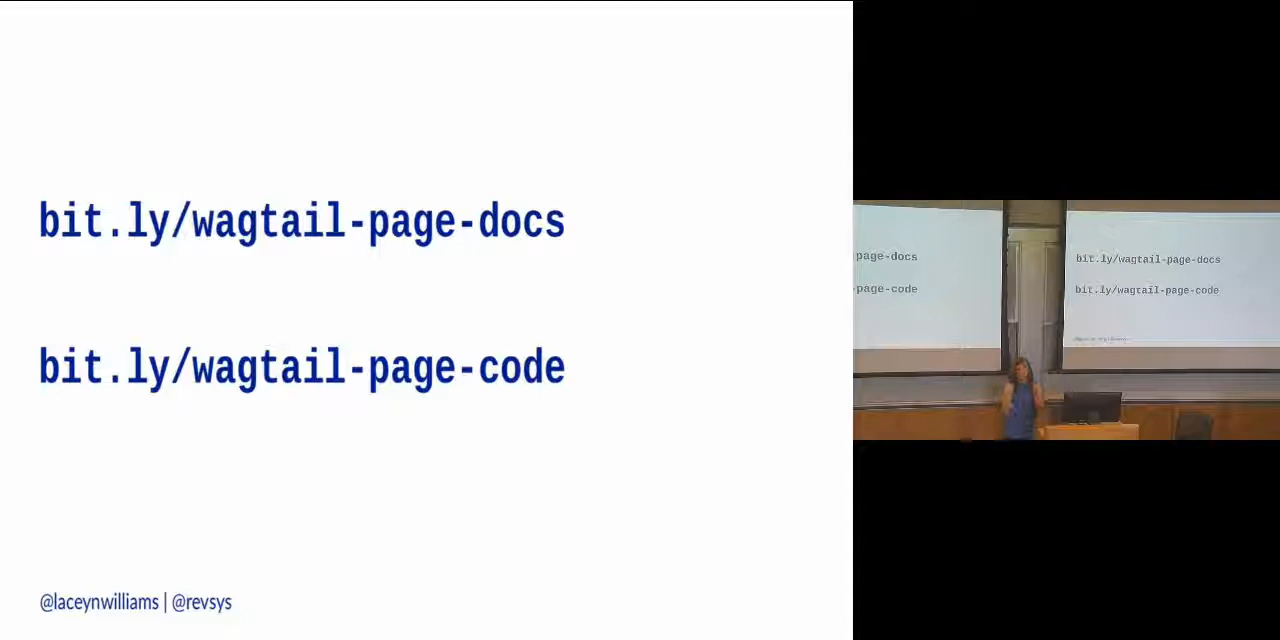 bit.ly/wagtail-page-docs
bit.ly/wagtail-page-code
@laceynwilliams | @revsys
page-docs
-page-code
bit.ly/wagtail-page-docs
bit.ly/wagtail-page-code